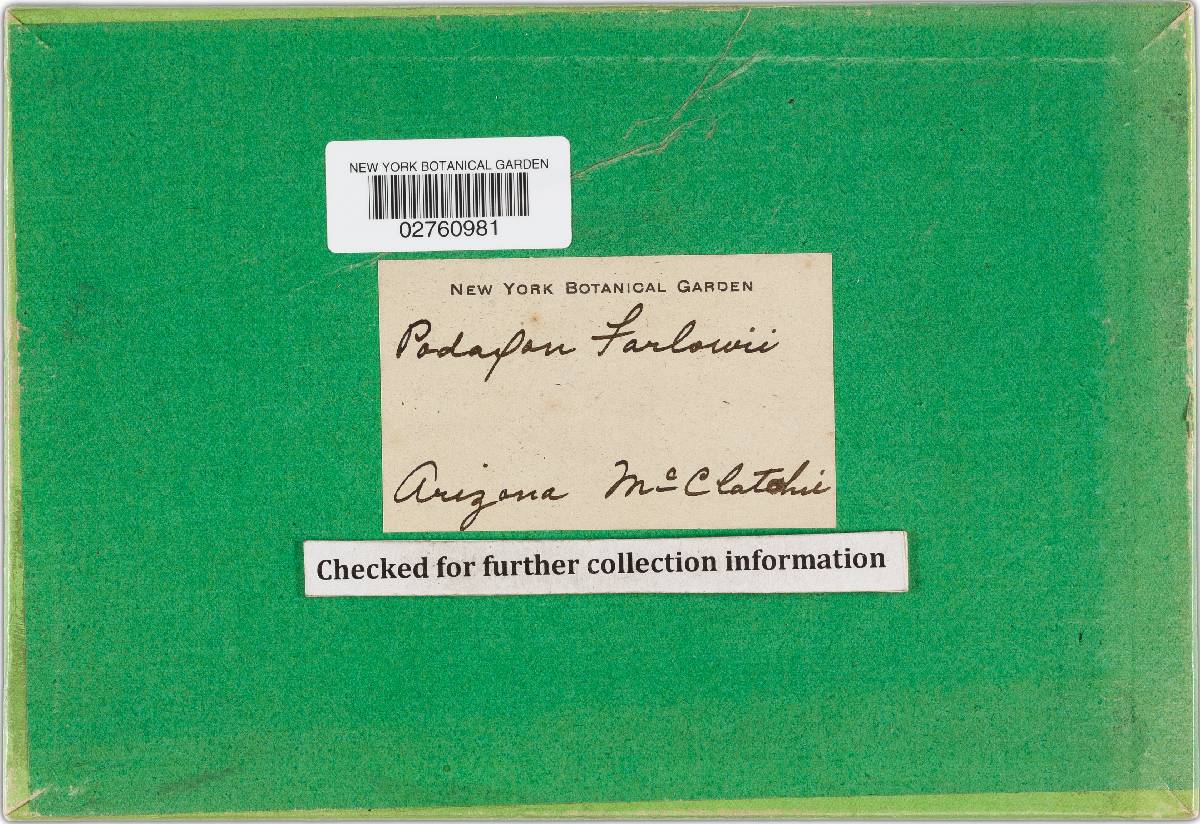 NEW YORK BOTANICAL GARDEN
02760981
NEW YORK BOTANICAL GARDEN
Podaxon Farlowii
Arizona McClatchie
Checked for further collection information